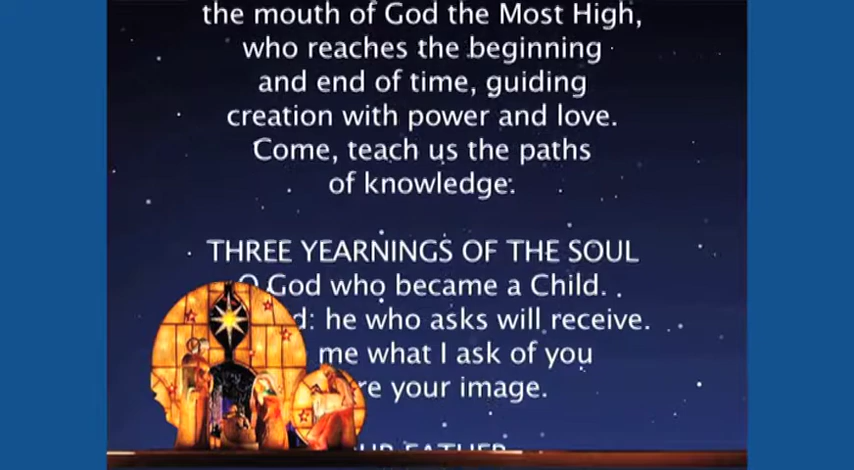 the mouth of God the Most High,
who reaches the beginning
and end of time, guiding
creation with power and love.
Come, teach us the paths
of knowledge.
THREE YEARNINGS OF THE SOUL
O God who became a Child.
he who asks will receive.
me what I ask of you
your image.
FATHER